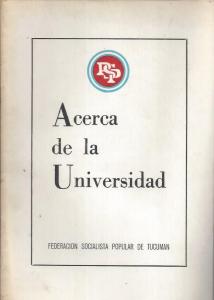 PSP
Acerca
de la
Universidad
FEDERACION SOCIALISTA POPULAR DE TUCUMAN